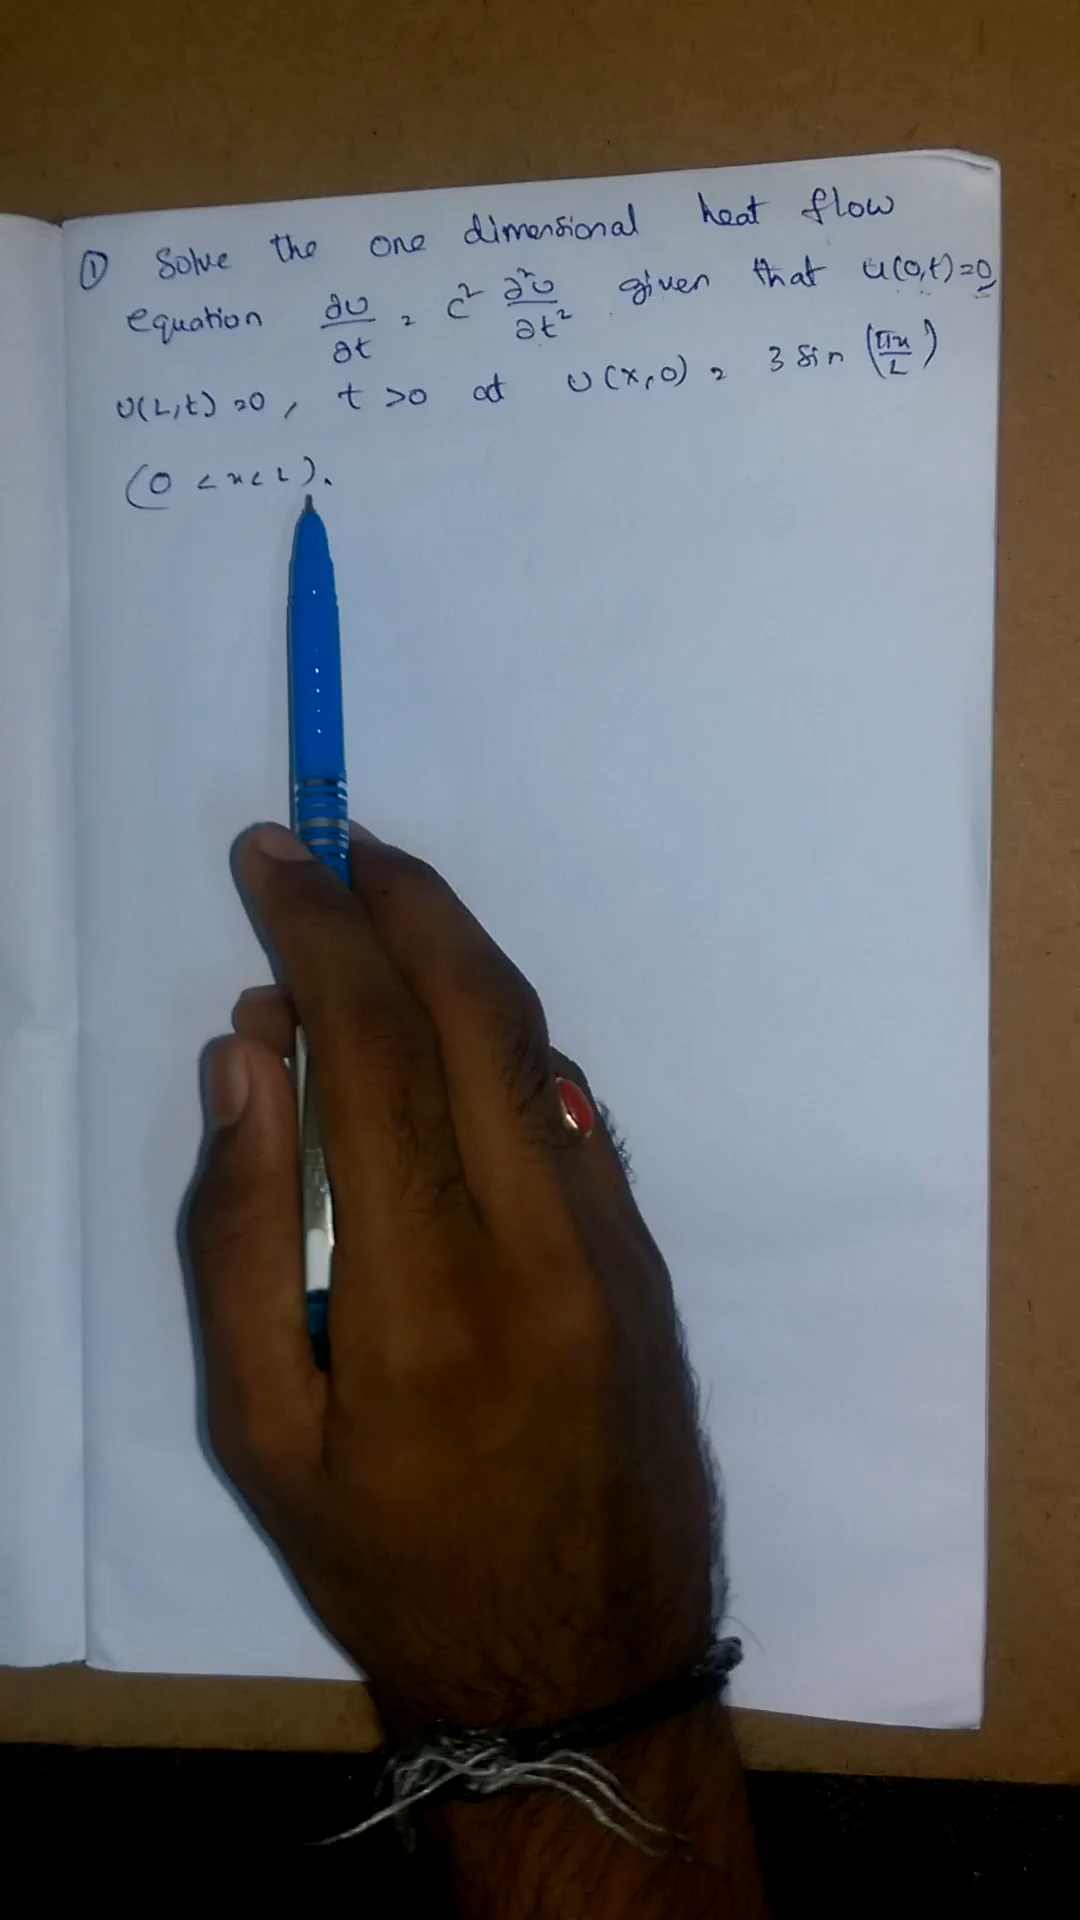 ① Solve the one dimensional heat flow
equation ∂u/∂t = c² ∂²u/∂t² given that u(0,t)=0,
u(L,t)=0, t>0 at u(x,0) = 3 sin (πx/L)
(0 < x < L).